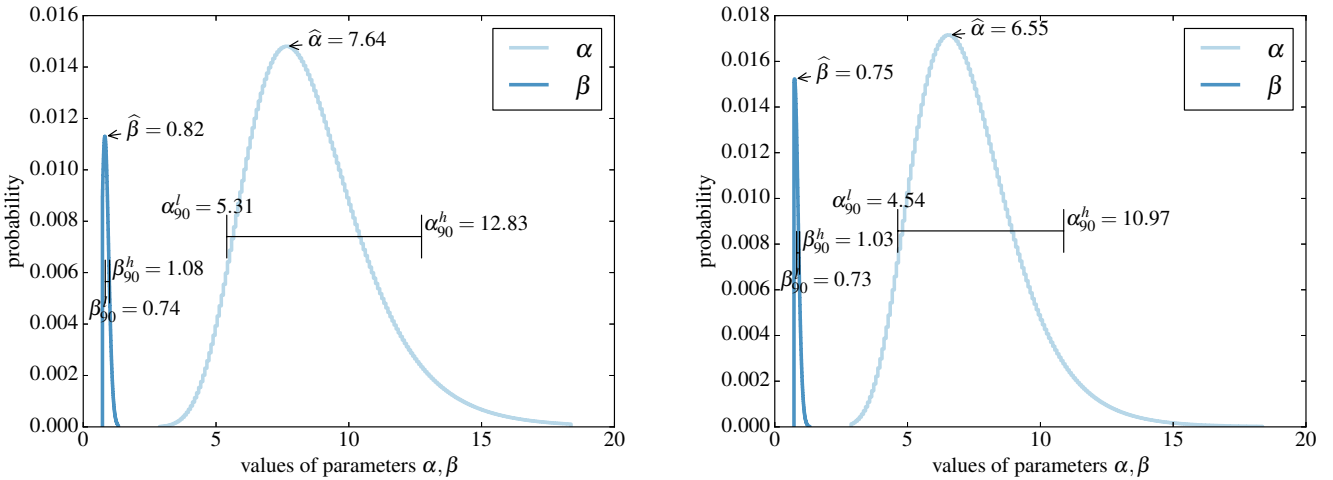 0.016
0.014
0.012
0.010
0.008
0.006
0.004
0.002
0.000
probability
0
5
10
15
20
values of parameters α, β
α̂ = 7.64
β̂ = 0.82
α^l_90 = 5.31
α^h_90 = 12.83
β^h_90 = 1.08
β^l_90 = 0.74
α
β
0.018
0.016
0.014
0.012
0.010
0.008
0.006
0.004
0.002
0.000
probability
0
5
10
15
20
values of parameters α, β
α̂ = 6.55
β̂ = 0.75
α^l_90 = 4.54
α^h_90 = 10.97
β^h_90 = 1.03
β^l_90 = 0.73
α
β